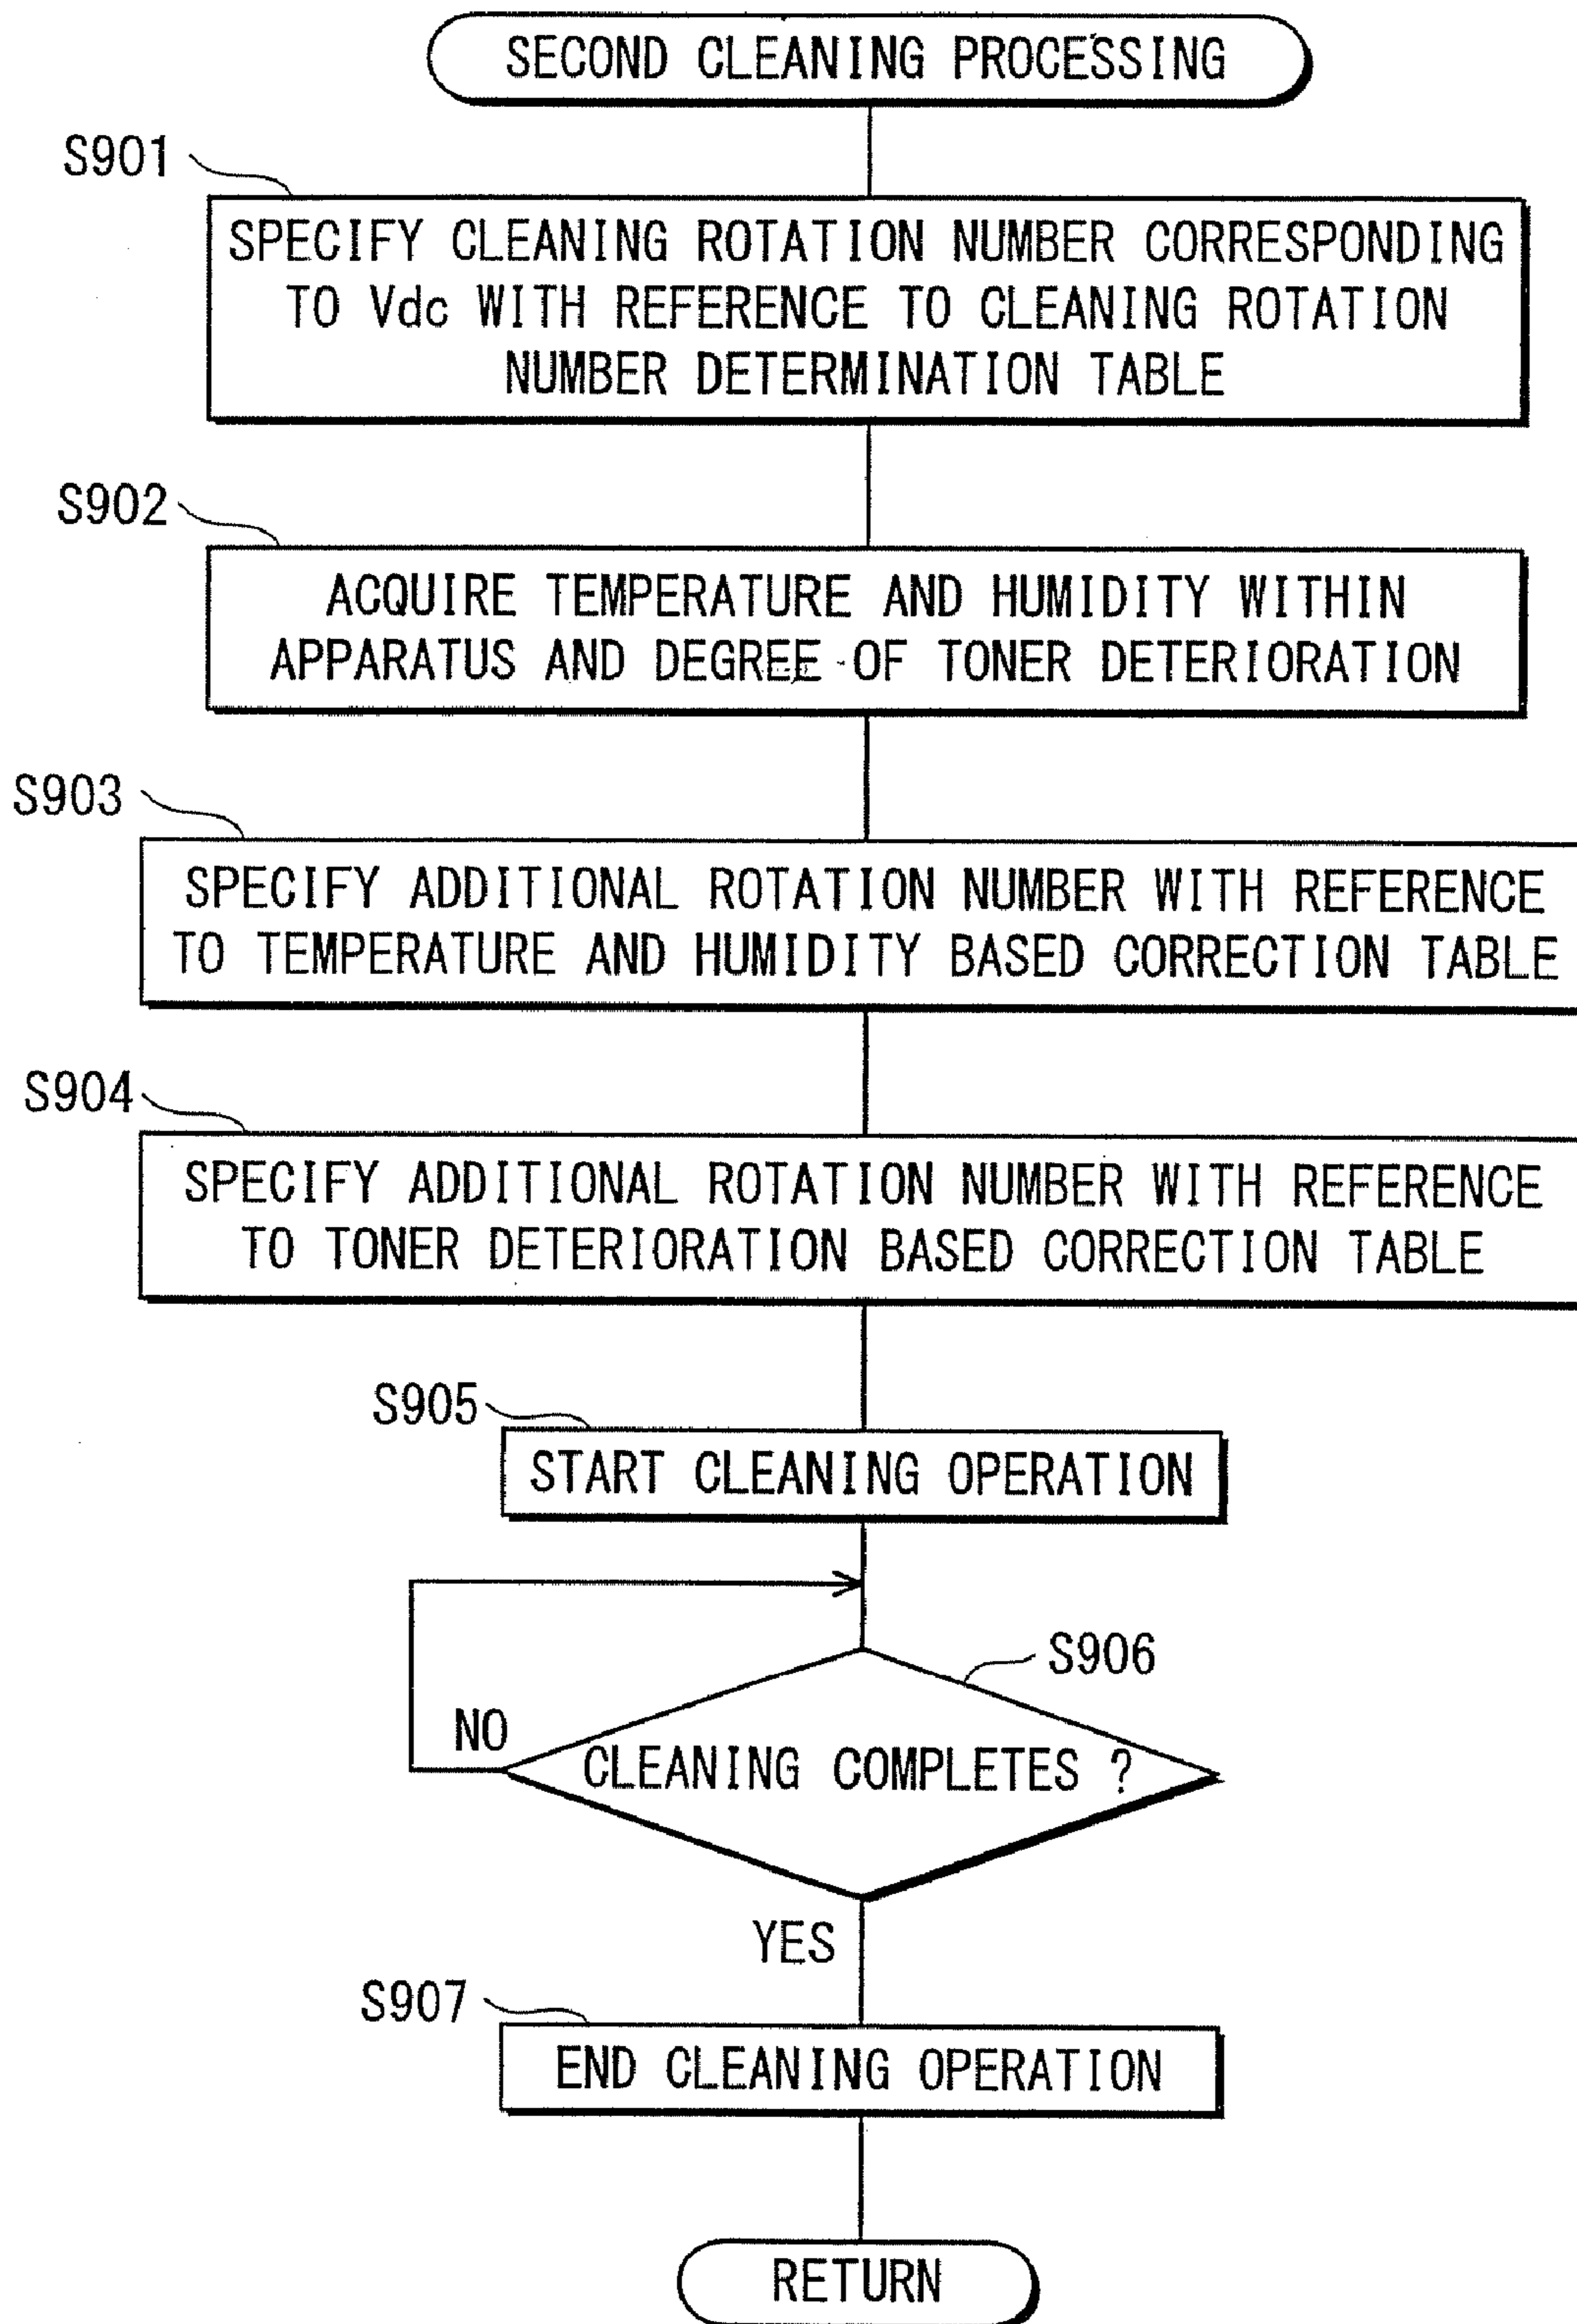 SECOND CLEANING PROCESSING
S901
SPECIFY CLEANING ROTATION NUMBER CORRESPONDING
TO Vdc WITH REFERENCE TO CLEANING ROTATION
NUMBER DETERMINATION TABLE
S902
ACQUIRE TEMPERATURE AND HUMIDITY WITHIN
APPARATUS AND DEGREE OF TONER DETERIORATION
S903
SPECIFY ADDITIONAL ROTATION NUMBER WITH REFERENCE
TO TEMPERATURE AND HUMIDITY BASED CORRECTION TABLE
S904
SPECIFY ADDITIONAL ROTATION NUMBER WITH REFERENCE
TO TONER DETERIORATION BASED CORRECTION TABLE
S905
START CLEANING OPERATION
S906
NO
CLEANING COMPLETES ?
YES
S907
END CLEANING OPERATION
RETURN